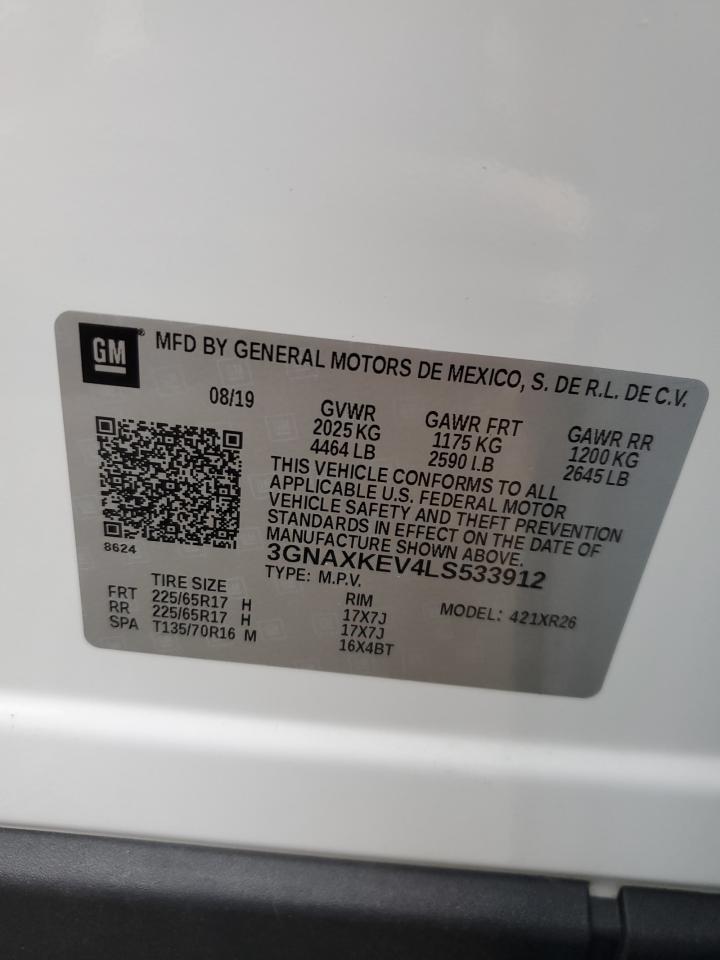 GM® MFD BY GENERAL MOTORS DE MEXICO, S. DE R.L. DE C.V.
08/19
GVWR GAWR FRT GAWR RR
2025 KG 1175 KG 1200 KG
4464 LB 2590 LB 2645 LB
THIS VEHICLE CONFORMS TO ALL
APPLICABLE U.S. FEDERAL MOTOR
VEHICLE SAFETY AND THEFT PREVENTION
STANDARDS IN EFFECT ON THE DATE OF
MANUFACTURE SHOWN ABOVE.
8624
3GNAXKEV4LS533912
TYPE: M.P.V.
MODEL: 421XR26
TIRE SIZE RIM
FRT 225/65R17 H 17X7J
RR 225/65R17 H 17X7J
SPA T135/70R16 M 16X4BT